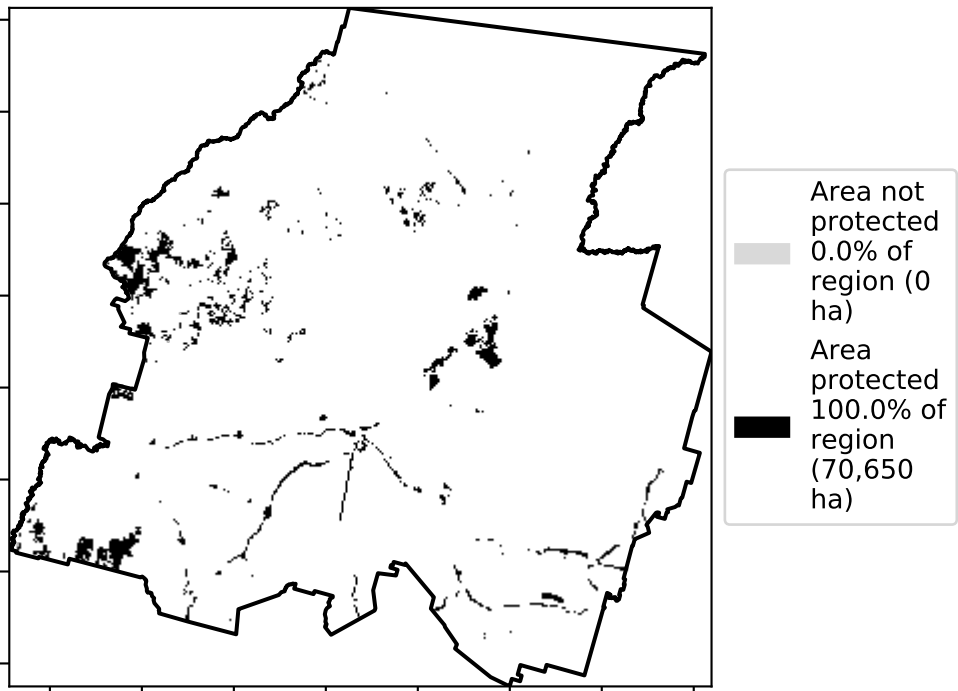 Area not
protected
0.0% of
region (0
ha)
Area
protected
100.0% of
region
(70,650
ha)